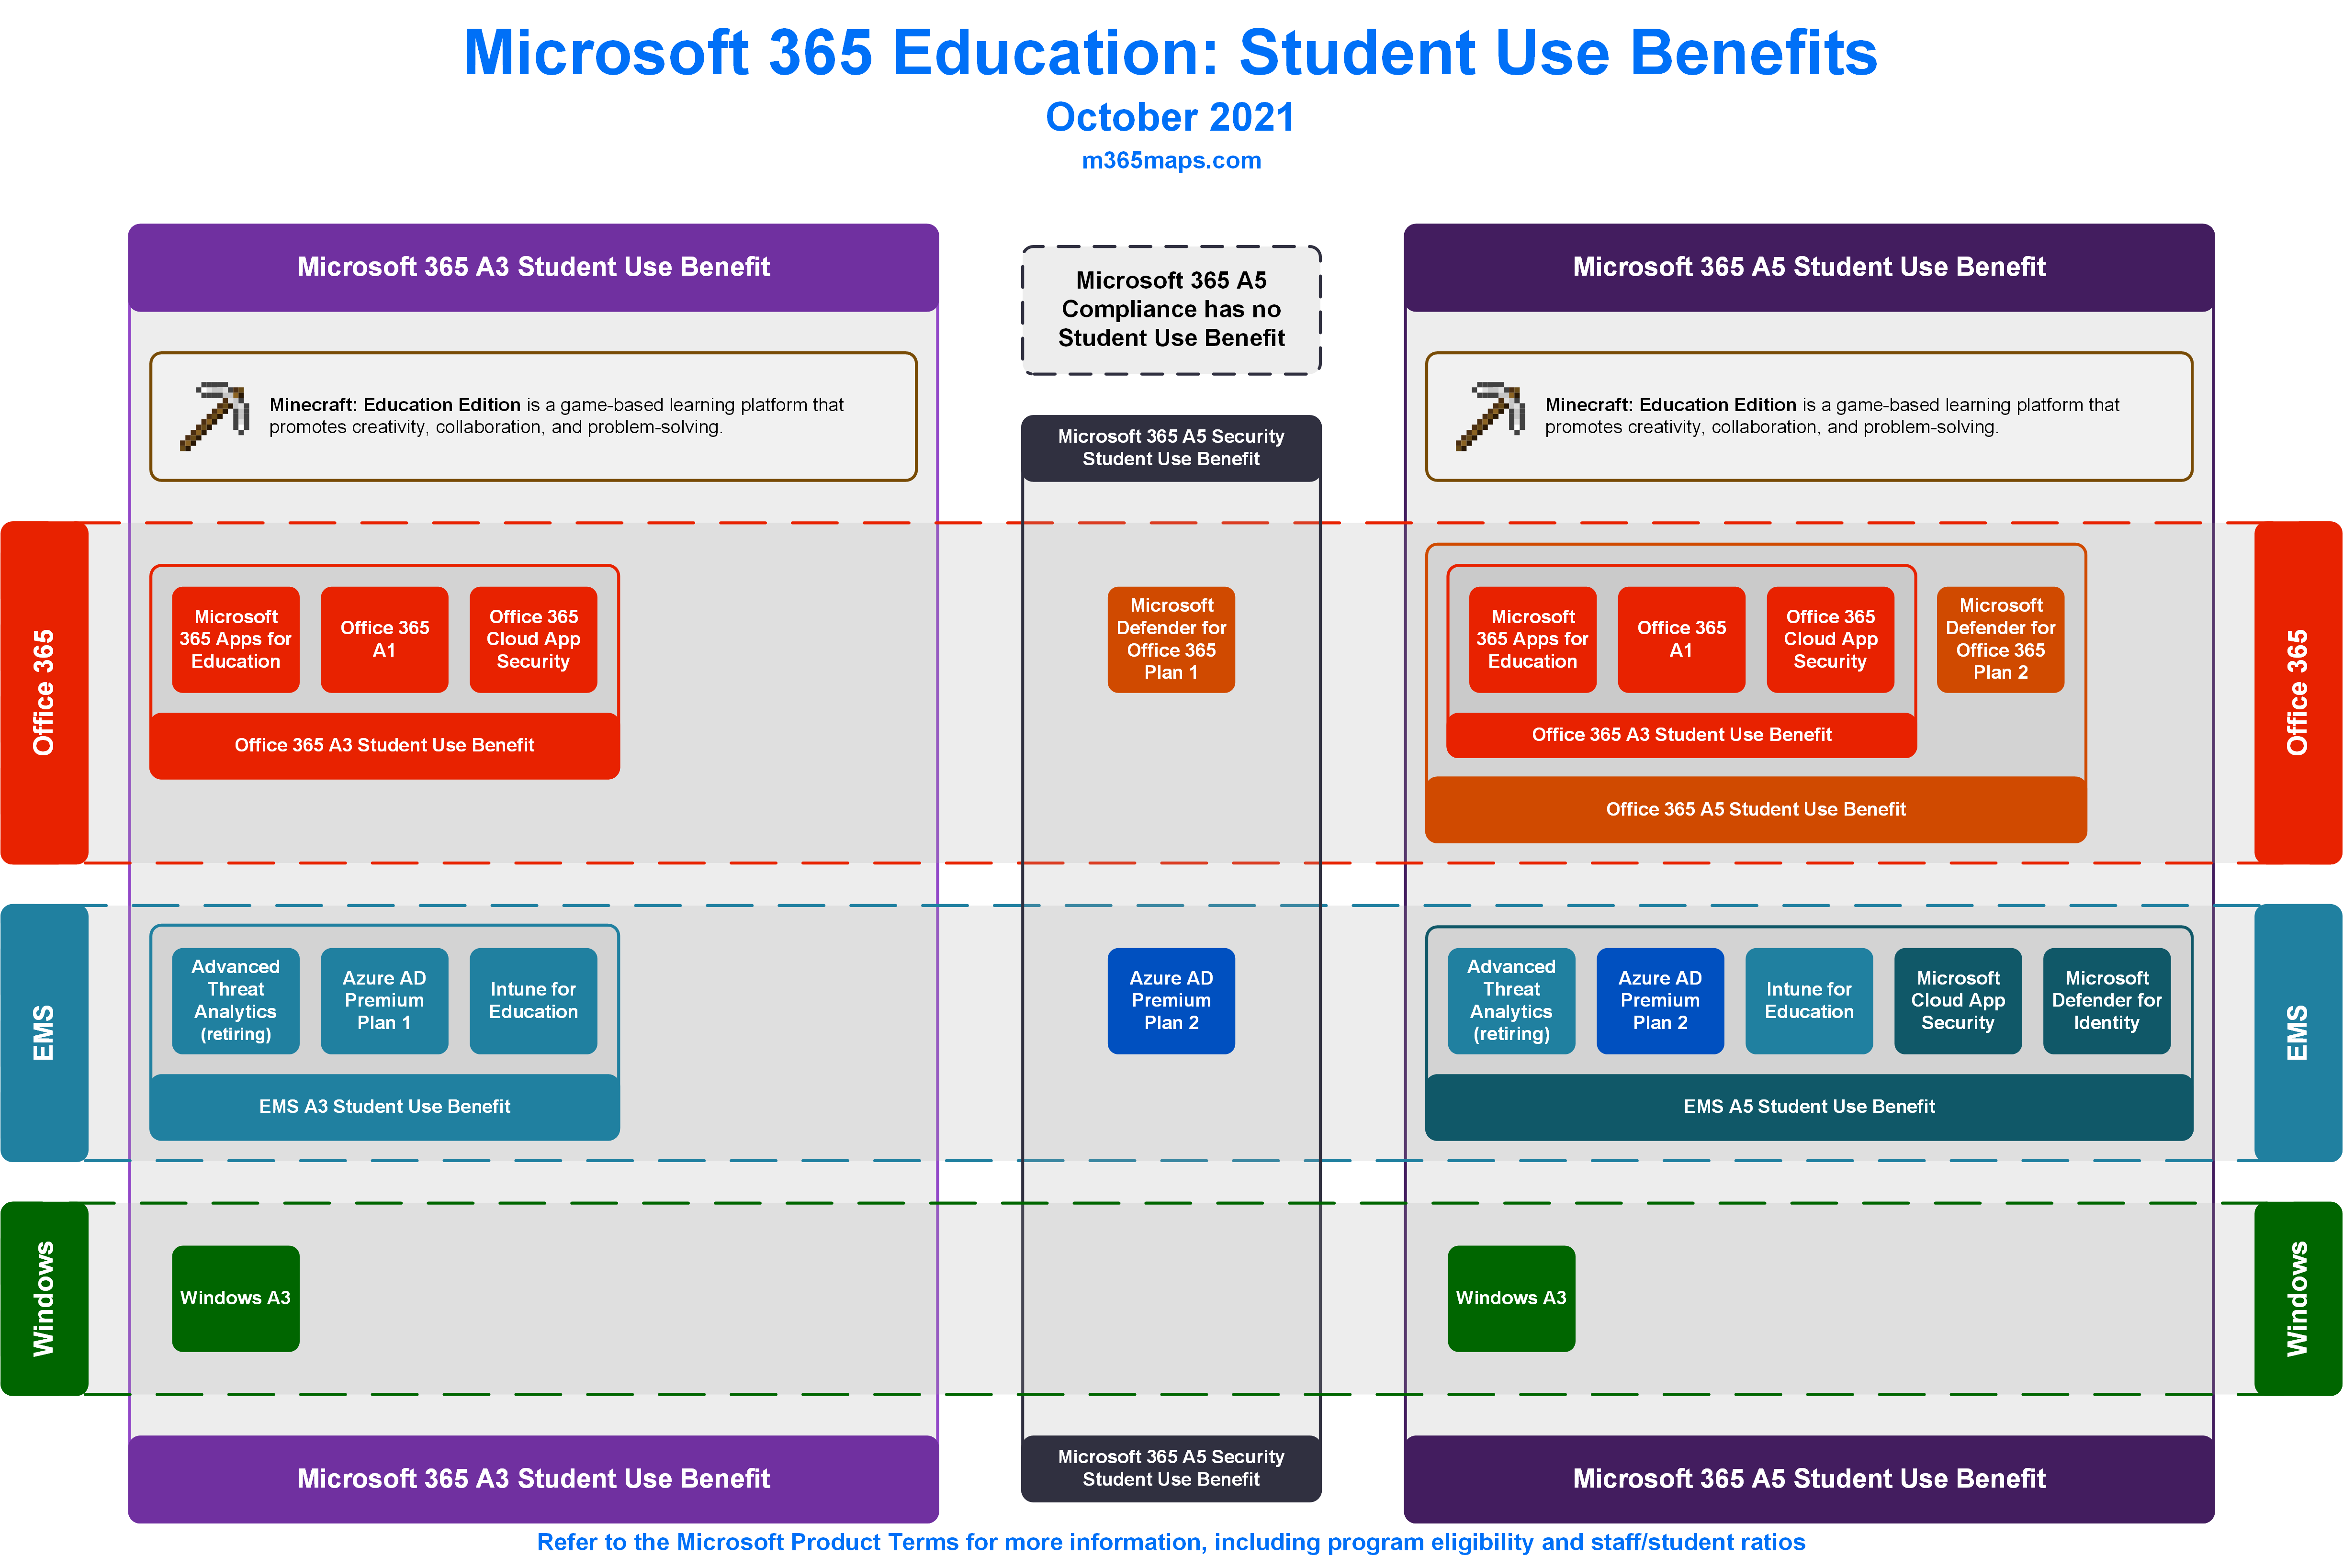 Microsoft 365 Education: Student Use Benefits
October 2021
m365maps.com
Microsoft 365 A3 Student Use Benefit
Minecraft: Education Edition is a game-based learning platform that
promotes creativity, collaboration, and problem-solving.
Microsoft 365 A5
Compliance has no
Student Use Benefit
Microsoft 365 A5 Security
Student Use Benefit
Microsoft 365 A5 Student Use Benefit
Minecraft: Education Edition is a game-based learning platform that
promotes creativity, collaboration, and problem-solving.
Office 365
Microsoft
365 Apps for
Education
Office 365
A1
Office 365
Cloud App
Security
Office 365 A3 Student Use Benefit
Microsoft
Defender for
Office 365
Plan 1
Microsoft
365 Apps for
Education
Office 365
A1
Office 365
Cloud App
Security
Office 365 A3 Student Use Benefit
Microsoft
Defender for
Office 365
Plan 2
Office 365 A5 Student Use Benefit
Office 365
EMS
Advanced
Threat
Analytics
(retiring)
Azure AD
Premium
Plan 1
Intune for
Education
EMS A3 Student Use Benefit
Azure AD
Premium
Plan 2
Advanced
Threat
Analytics
(retiring)
Azure AD
Premium
Plan 2
Intune for
Education
Microsoft
Cloud App
Security
Microsoft
Defender for
Identity
EMS A5 Student Use Benefit
EMS
Windows
Windows A3
Windows A3
Windows
Microsoft 365 A3 Student Use Benefit
Microsoft 365 A5 Security
Student Use Benefit
Microsoft 365 A5 Student Use Benefit
Refer to the Microsoft Product Terms for more information, including program eligibility and staff/student ratios